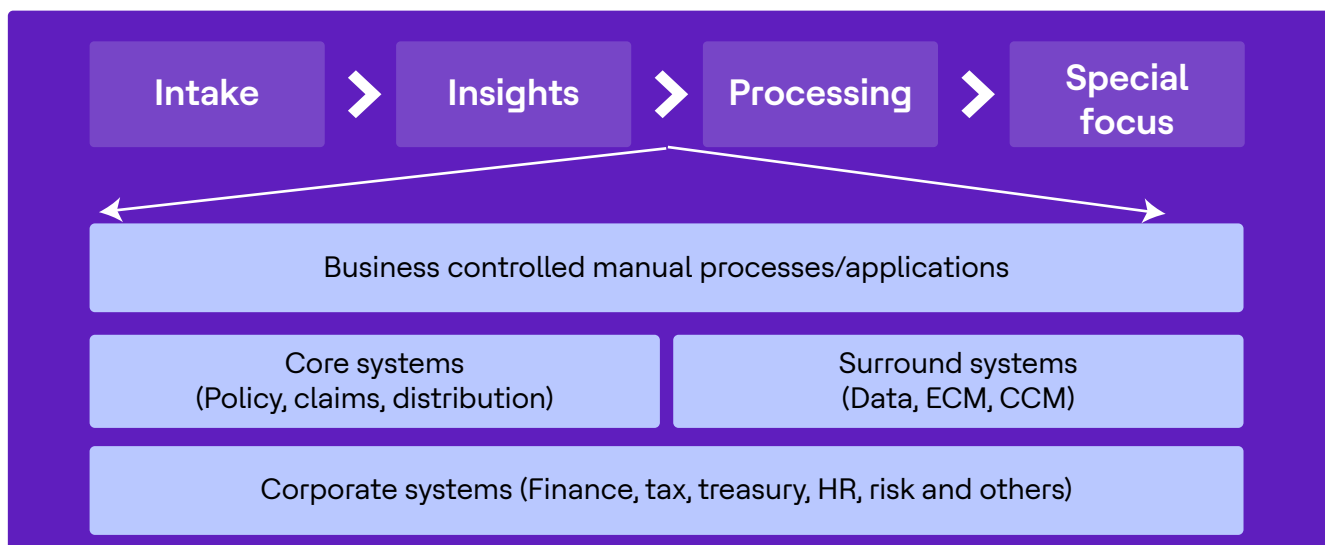 Intake
Insights
Processing
Special
focus
Business controlled manual processes/applications
Core systems
(Policy, claims, distribution)
Surround systems
(Data, ECM, CCM)
Corporate systems (Finance, tax, treasury, HR, risk and others)